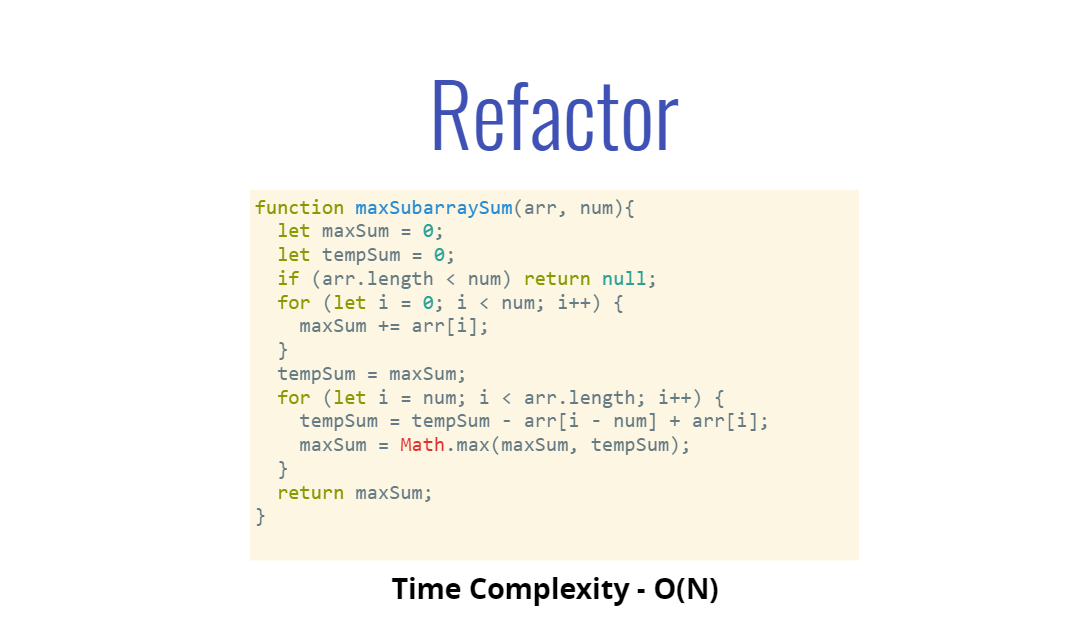 Refactor
function maxSubarraySum(arr, num){
  let maxSum = 0;
  let tempSum = 0;
  if (arr.length < num) return null;
  for (let i = 0; i < num; i++) {
    maxSum += arr[i];
  }
  tempSum = maxSum;
  for (let i = num; i < arr.length; i++) {
    tempSum = tempSum - arr[i - num] + arr[i];
    maxSum = Math.max(maxSum, tempSum);
  }
  return maxSum;
}
Time Complexity - O(N)